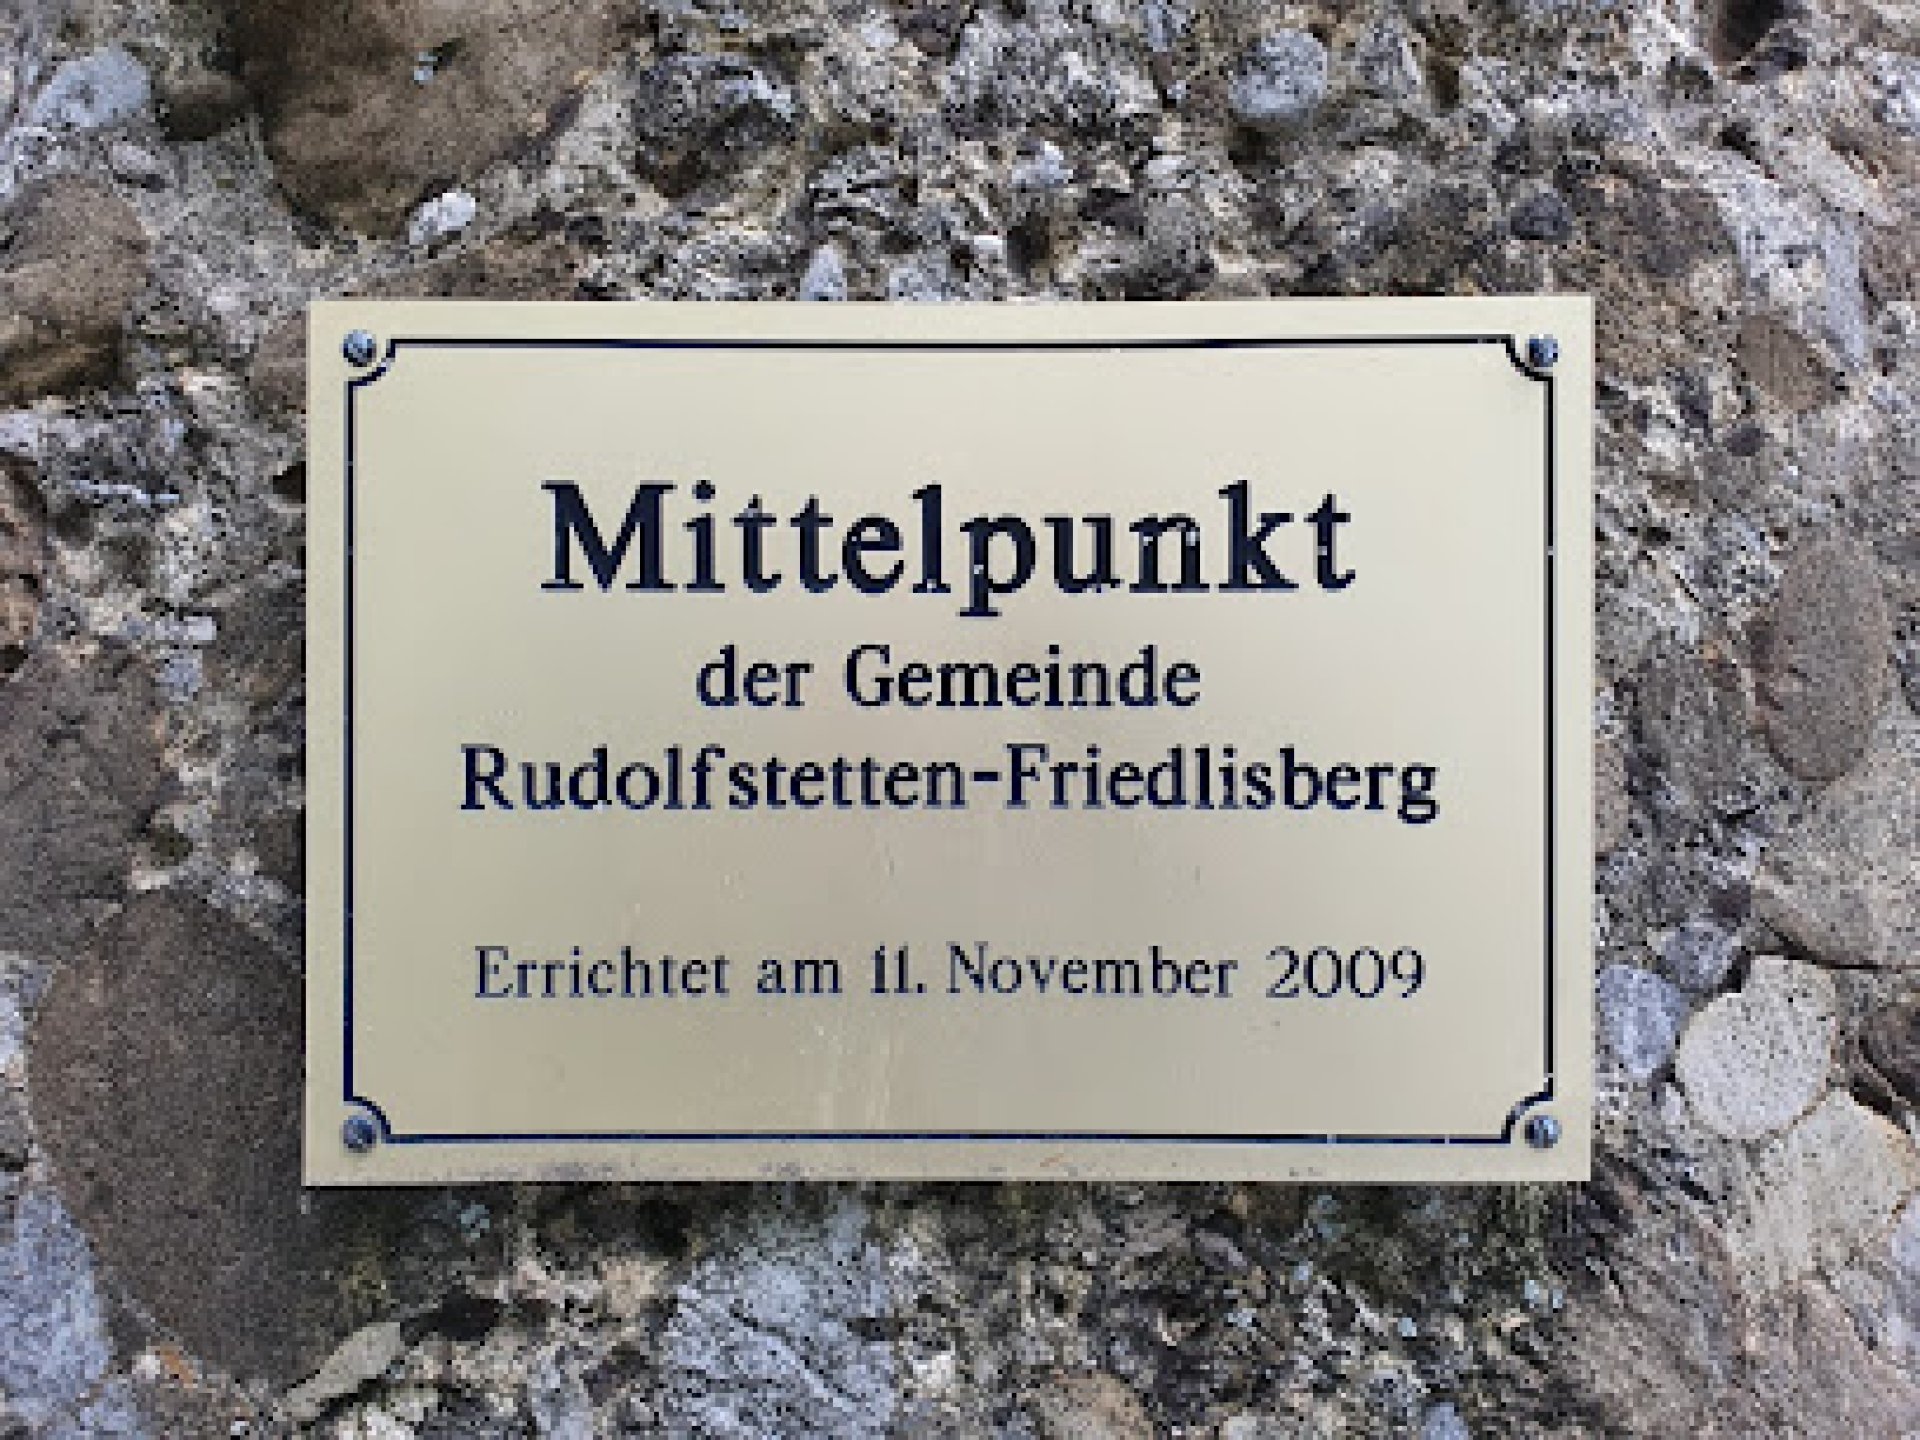 Mittelpunkt
der Gemeinde
Rudolfstetten-Friedlisberg
Errichtet am 11. November 2009